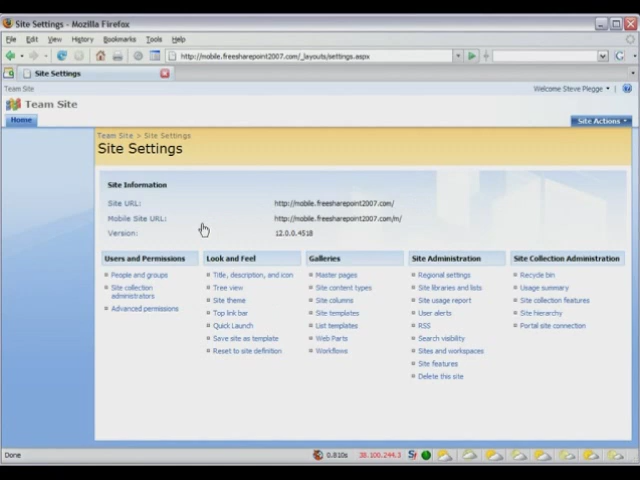 Site Settings - Mozilla Firefox
File Edit View History Bookmarks Tools Help
http://mobile.freesharepoint2007.com/_layouts/settings.aspx
Site Settings
Team Site
Welcome Steve Plegge
Team Site
Home
Site Actions
Team Site > Site Settings
Site Settings
Site Information
Site URL: http://mobile.freesharepoint2007.com/
Mobile Site URL: http://mobile.freesharepoint2007.com/m/
Version: 12.0.0.4518
Users and Permissions
People and groups
Site collection
administrators
Advanced permissions
Look and Feel
Title, description, and icon
Tree view
Site theme
Top link bar
Quick Launch
Save site as template
Reset to site definition
Galleries
Master pages
Site content types
Site columns
Site templates
List templates
Web Parts
Workflows
Site Administration
Regional settings
Site libraries and lists
Site usage report
User alerts
RSS
Search visibility
Sites and workspaces
Site features
Delete this site
Site Collection Administration
Recycle bin
Usage summary
Site collection features
Site hierarchy
Portal site connection
Done
0.810s
38.100.244.3